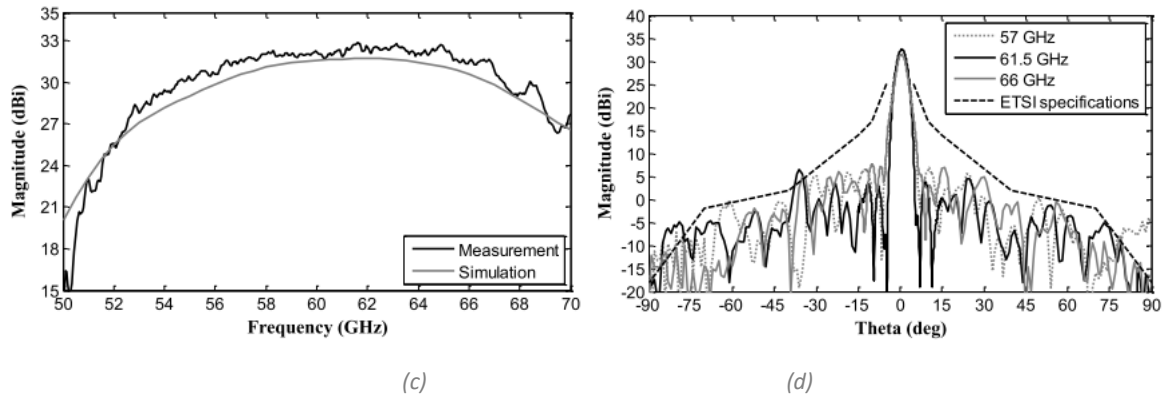 35
33
30
27
24
21
18
15
50 52 54 56 58 60 62 64 66 68 70
Magnitude (dBi)
Frequency (GHz)
Measurement
Simulation
(c)
40
35
30
25
20
15
10
5
0
-5
-10
-15
-20
-90 -75 -60 -45 -30 -15 0 15 30 45 60 75 90
Magnitude (dBi)
Theta (deg)
57 GHz
61.5 GHz
66 GHz
ETSI specifications
(d)